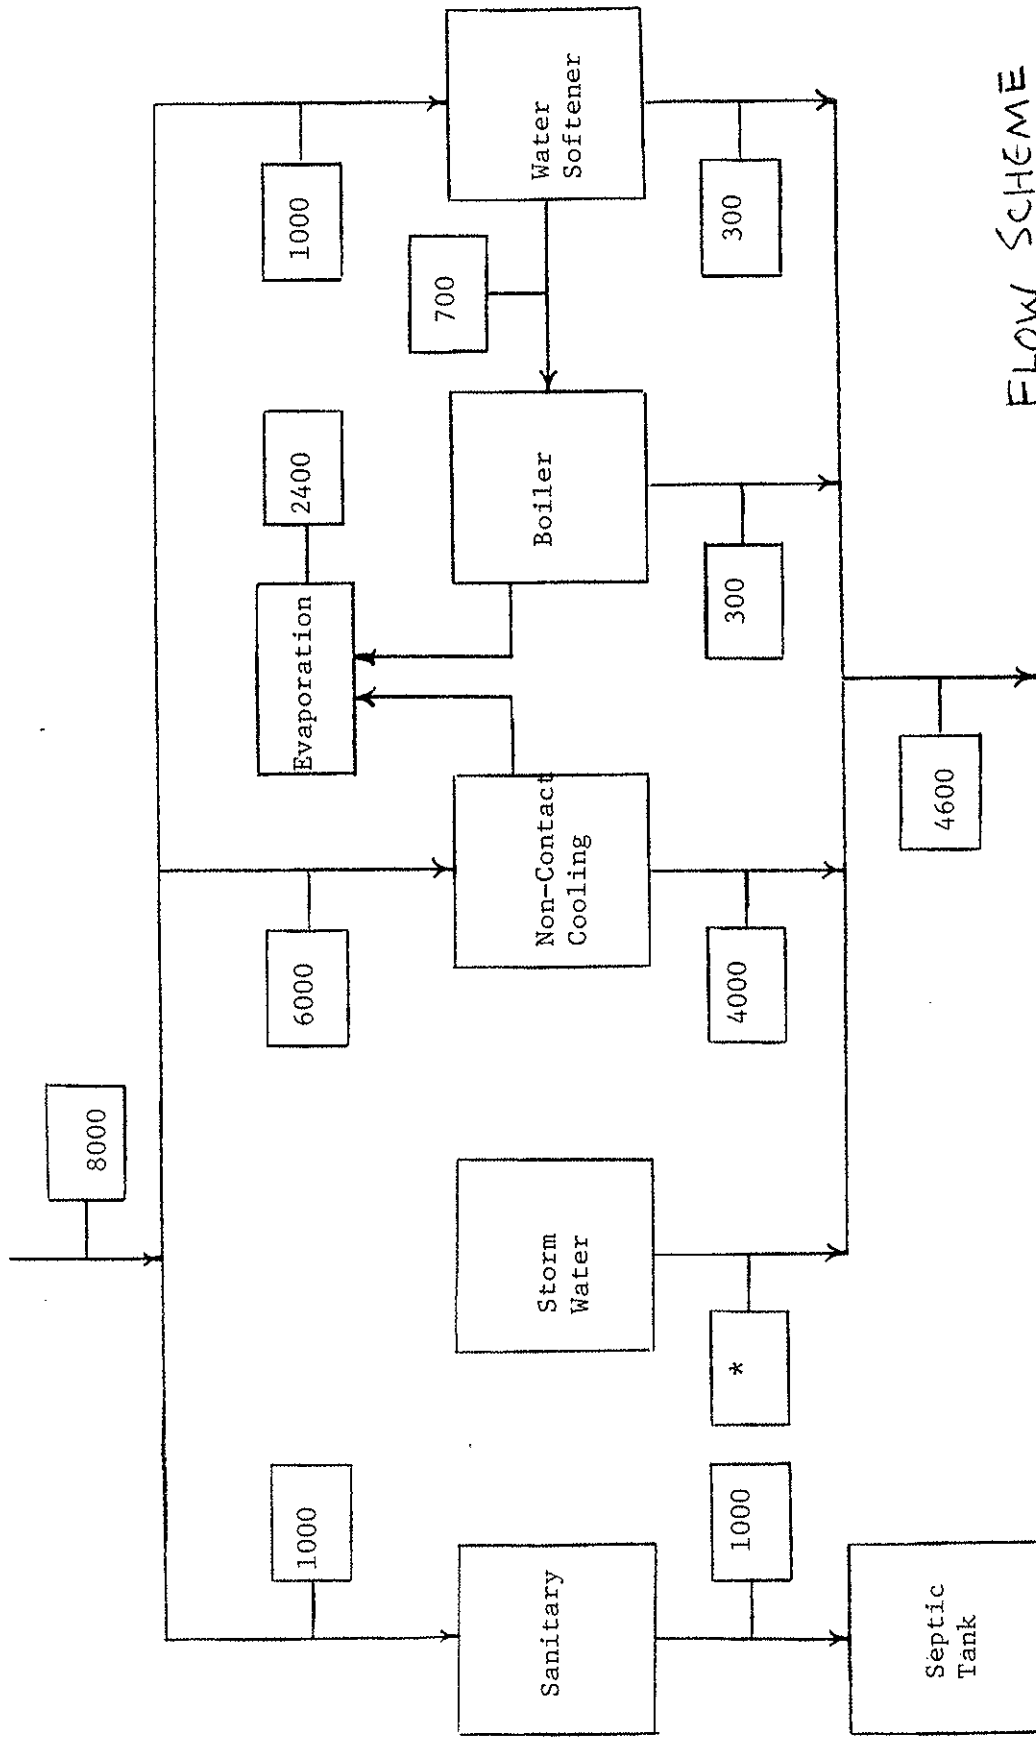 8000
1000
6000
Evaporation
2400
1000
700
Sanitary
Storm
Water
Non-Contact
Cooling
Boiler
Water
Softener
1000
*
4000
300
300
Septic
Tank
4600
FLOW SCHEME